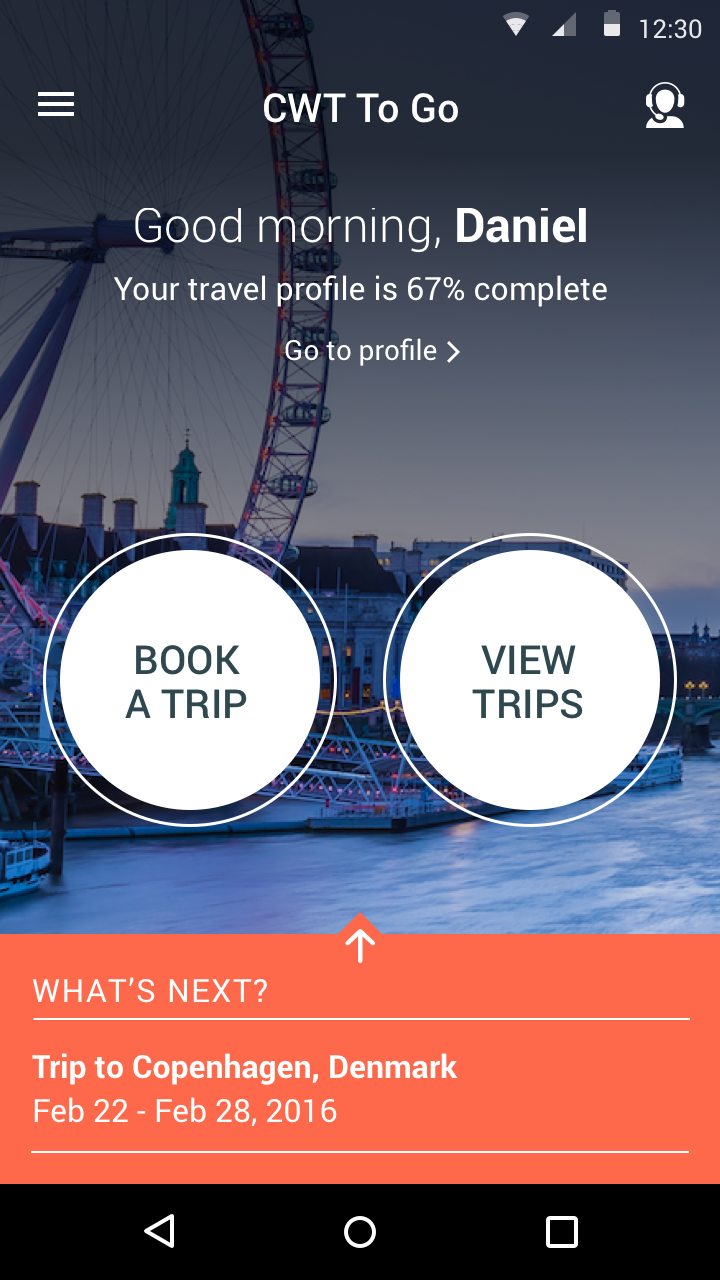 12:30
CWT To Go
Good morning, Daniel
Your travel profile is 67% complete
Go to profile
BOOK
A TRIP
VIEW
TRIPS
WHAT’S NEXT?
Trip to Copenhagen, Denmark
Feb 22 - Feb 28, 2016